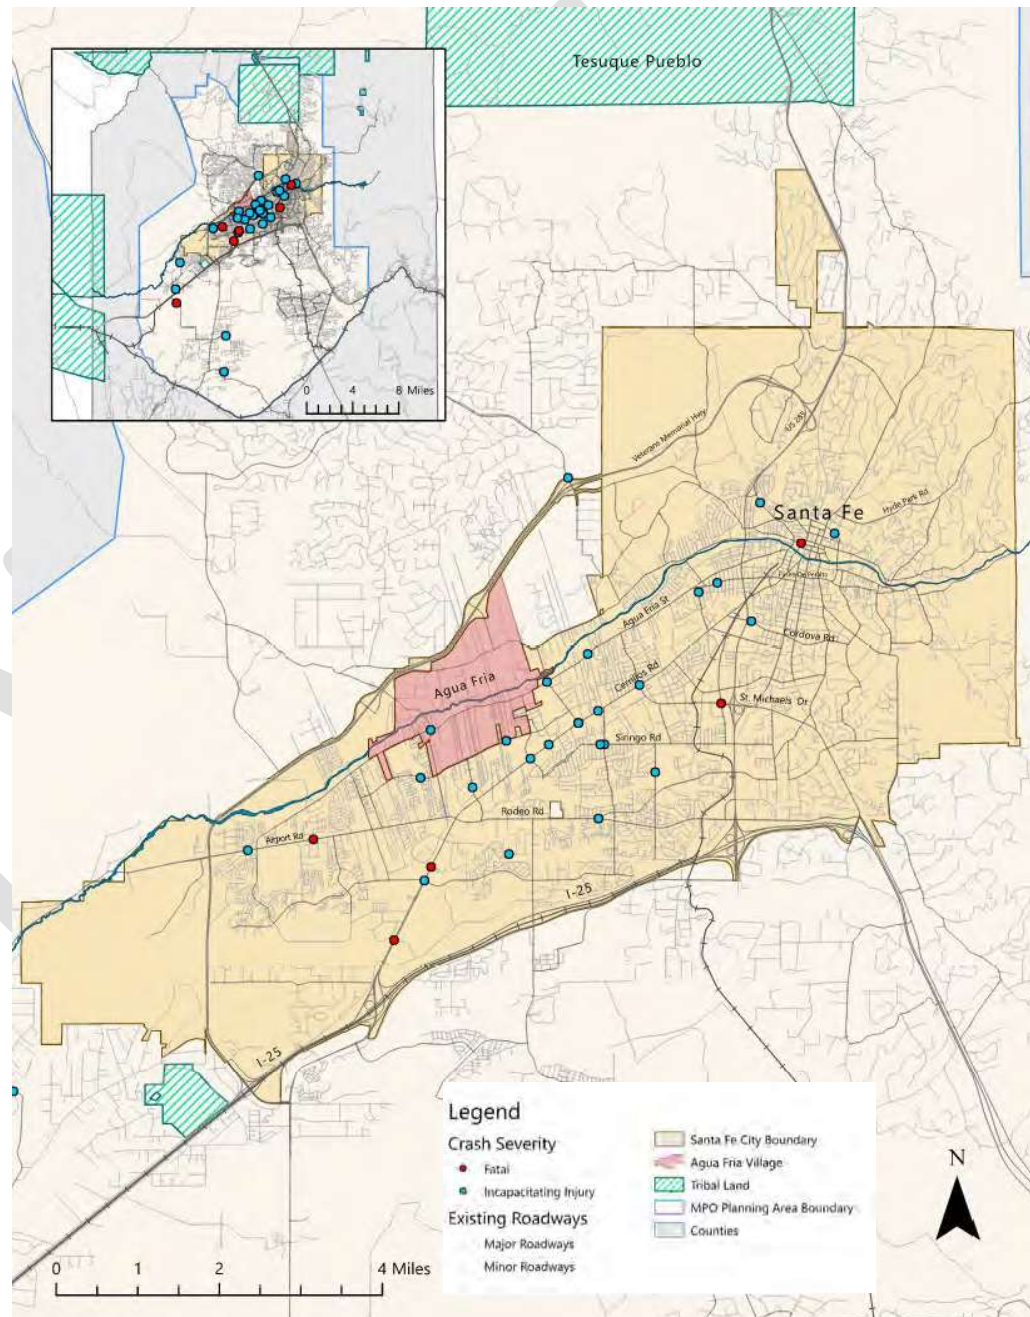 Tesuque Pueblo
0 4 8 Miles
Veterans Memorial Hwy
US 285
Hyde Park Rd
Santa Fe
Agua Fria St
Cordova Rd
Agua Fria
Cerrillos Rd
St. Michaels Dr
Siringo Rd
Rodeo Rd
Airport Rd
I-25
I-25
Legend
Crash Severity
Fatal
Incapacitating Injury
Existing Roadways
Major Roadways
Minor Roadways
Santa Fe City Boundary
Agua Fria Village
Tribal Land
MPO Planning Area Boundary
Counties
N
0 1 2 4 Miles